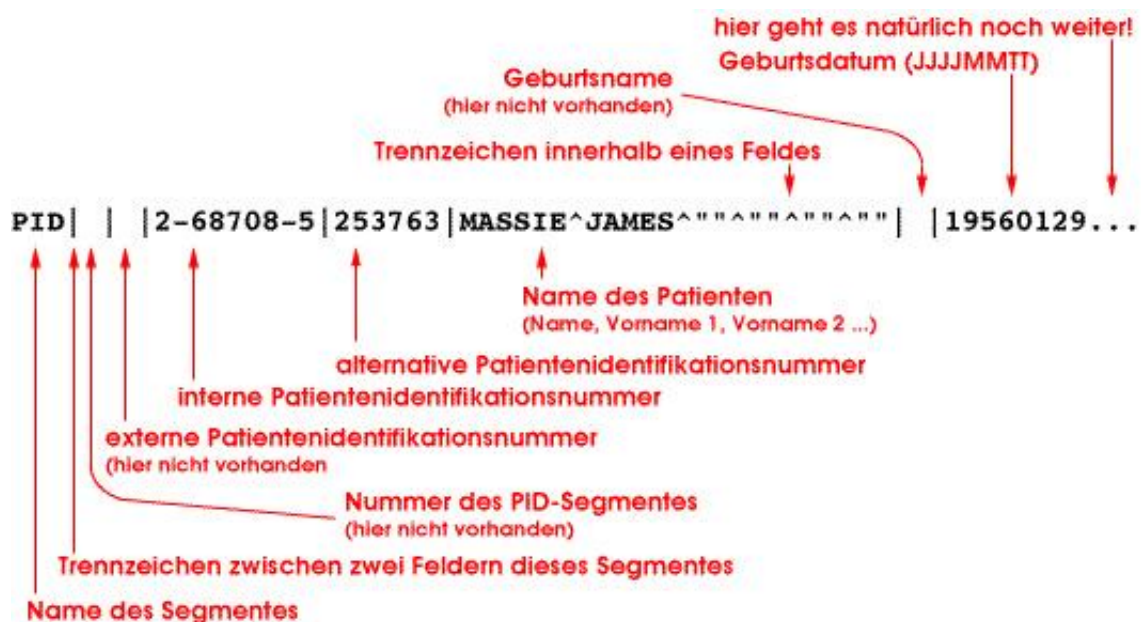 hier geht es natürlich noch weiter!
Geburtsdatum (JJJJMMTT)
Geburtsname
(hier nicht vorhanden)
Trennzeichen innerhalb eines Feldes
PID| | |2-68708-5|253763|MASSIE^JAMES^""^""^""^""| |19560129...
Name des Patienten
(Name, Vorname 1, Vorname 2 ...)
alternative Patientenidentifikationsnummer
interne Patientenidentifikationsnummer
externe Patientenidentifikationsnummer
(hier nicht vorhanden
Nummer des PID-Segmentes
(hier nicht vorhanden)
Trennzeichen zwischen zwei Feldern dieses Segmentes
Name des Segmentes